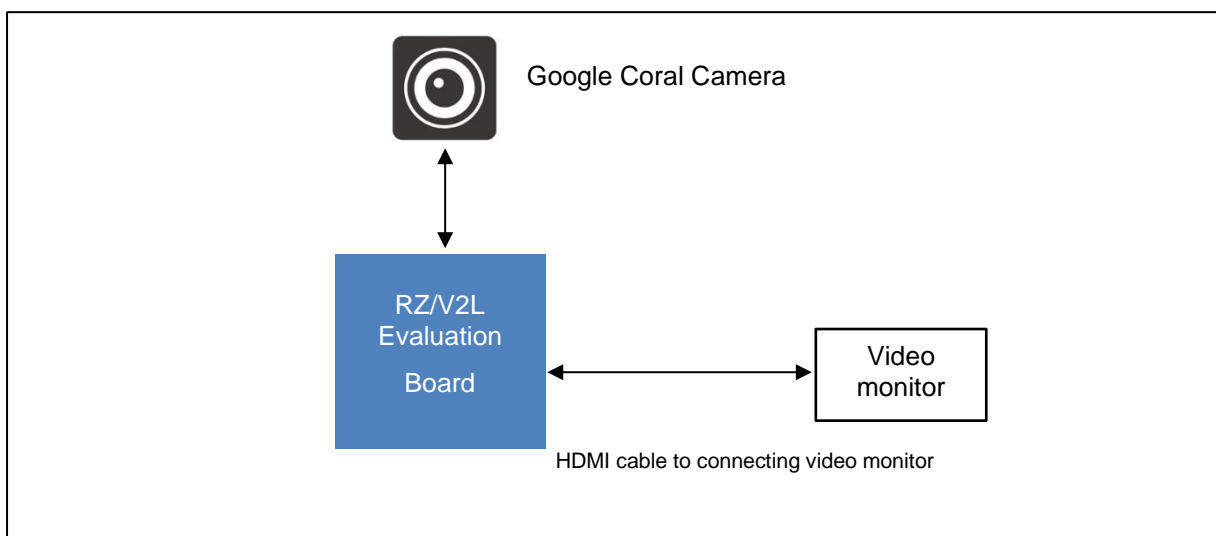 Google Coral Camera
RZ/V2L
Evaluation
Board
Video
monitor
HDMI cable to connecting video monitor